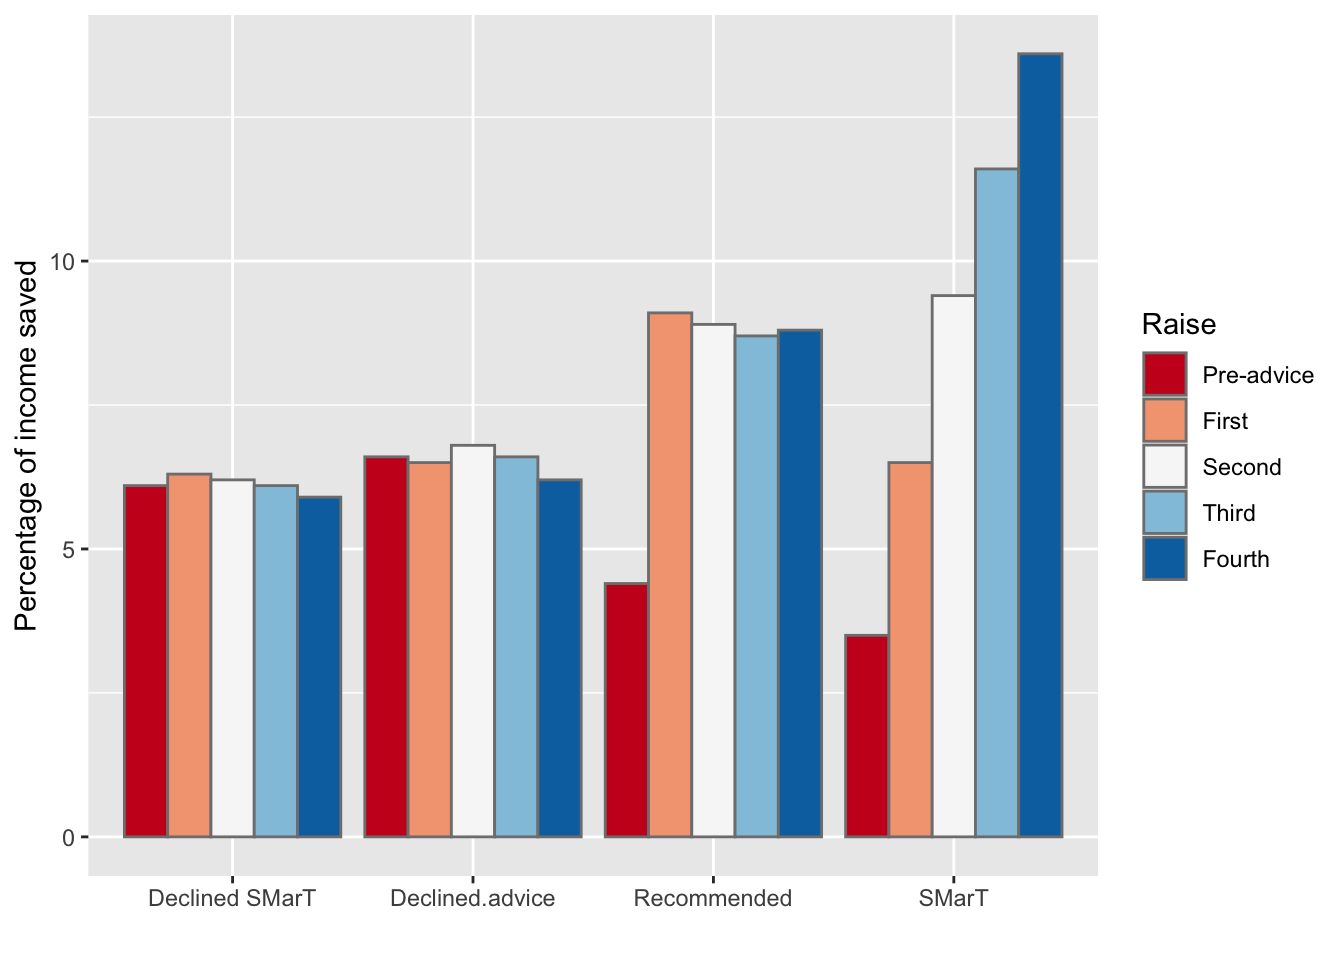 Percentage of income saved
10
5
0
Declined SMarT
Declined.advice
Recommended
SMarT
Raise
Pre-advice
First
Second
Third
Fourth